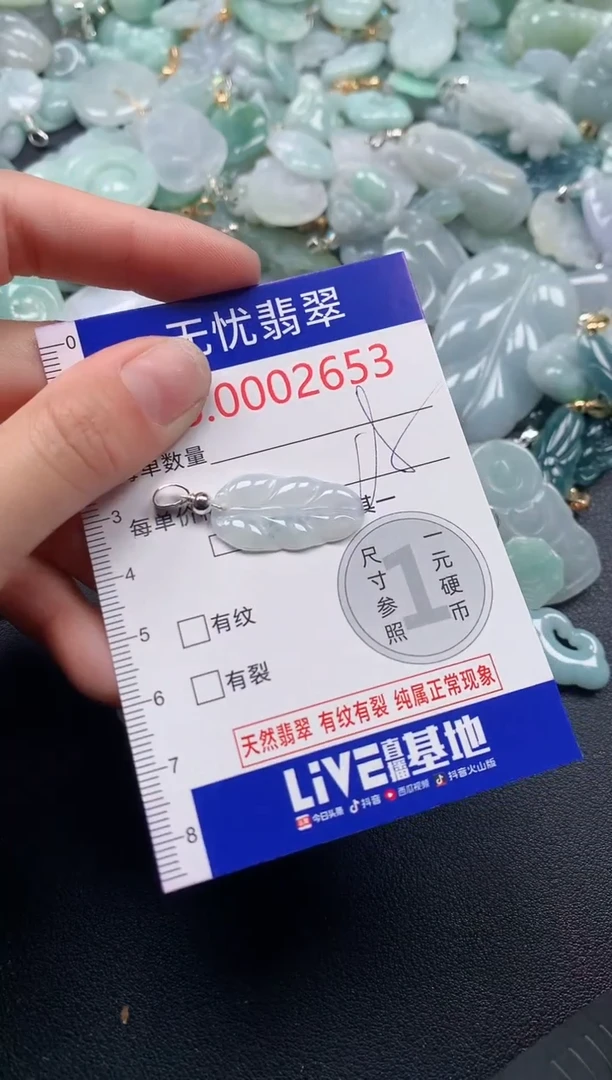 无忧翡翠
.0002653
单数量
每单价
其一
有纹
有裂
尺寸参照
1
一元硬币
天然翡翠 有纹有裂 纯属正常现象
LIVE直播基地
今日头条 抖音 西瓜视频 抖音火山版
0
3
4
5
6
7
8